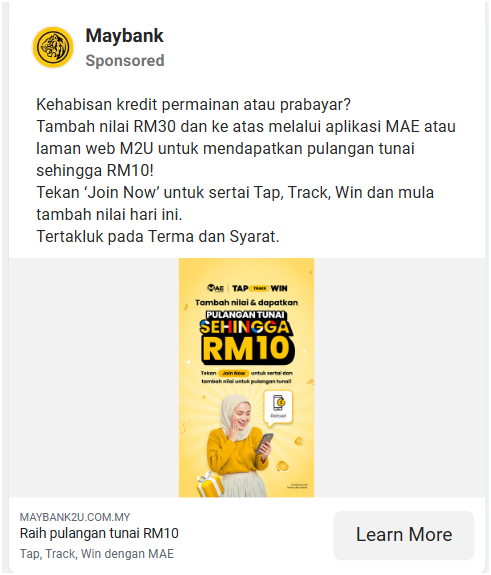 Maybank
Sponsored
Kehabisan kredit permainan atau prabayar?
Tambah nilai RM30 dan ke atas melalui aplikasi MAE atau
laman web M2U untuk mendapatkan pulangan tunai
sehingga RM10!
Tekan ‘Join Now’ untuk sertai Tap, Track, Win dan mula
tambah nilai hari ini.
Tertakluk pada Terma dan Syarat.
MAE | TAP TRACK WIN
Tambah nilai & dapatkan
PULANGAN TUNAI
SEHINGGA
RM10
Tekan Join Now untuk sertai dan
tambah nilai untuk pulangan tunai!
Reload
MAYBANK2U.COM.MY
Raih pulangan tunai RM10
Tap, Track, Win dengan MAE
Learn More